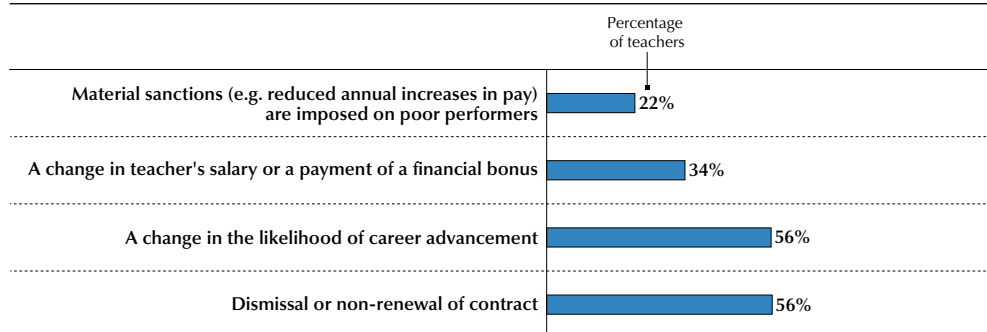 Percentage
of teachers
Material sanctions (e.g. reduced annual increases in pay)
are imposed on poor performers
22%
A change in teacher's salary or a payment of a financial bonus
34%
A change in the likelihood of career advancement
56%
Dismissal or non-renewal of contract
56%